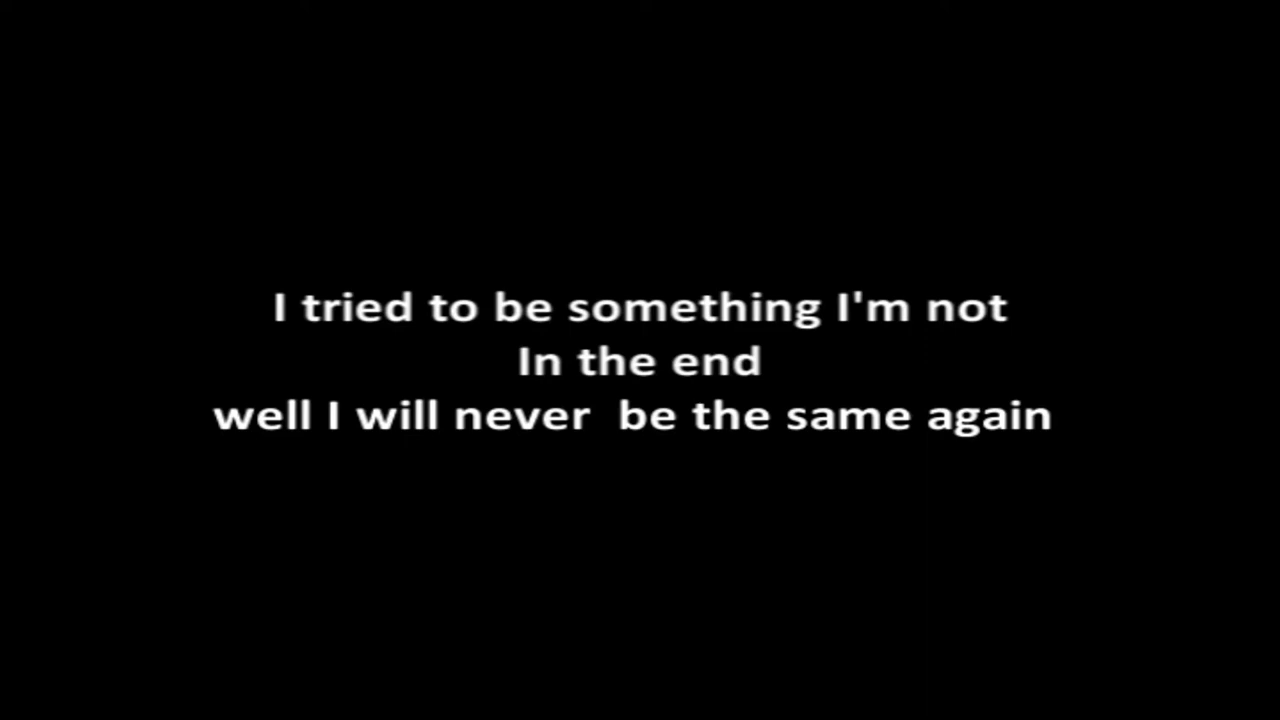 I tried to be something I'm not
In the end
well I will never  be the same again